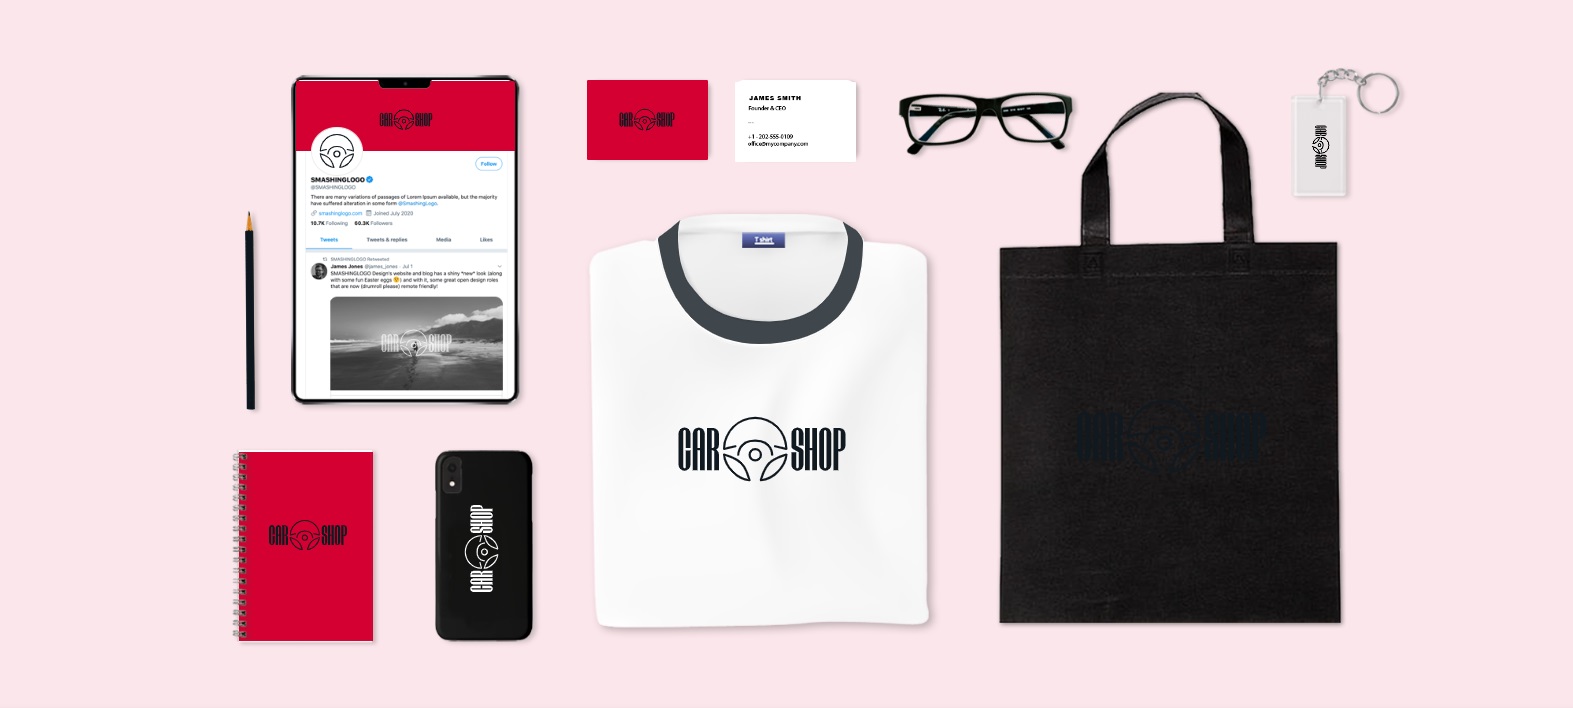 CAR SHOP
SMASHINGLOGO
@SMASHINGLOGO
Follow
There are many variations of passages of Lorem Ipsum available, but the majority
have suffered alteration in some form @SmashingLogo.
smashinglogo.com Joined July 2020
10.7K Following 60.3K Followers
Tweets Tweets & replies Media Likes
SMASHINGLOGO Retweeted
James Jones @james_jones · Jul 1
SMASHINGLOGO Design's website and blog has a shiny "new" look (along
with some fun Easter eggs 😍) and with it, some great open design roles
that are now (drumroll please) remote friendly!
CAR SHOP
CAR SHOP
JAMES SMITH
Founder & CEO
+1 - 202-555-0109
office@mycompany.com
CAR SHOP
T shirt
CAR SHOP
CAR SHOP
CAR SHOP
CAR SHOP